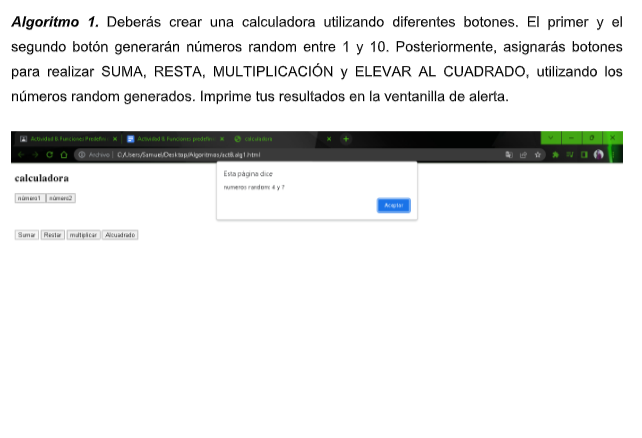 Algoritmo 1. Deberás crear una calculadora utilizando diferentes botones. El primer y el
segundo botón generarán números random entre 1 y 10. Posteriormente, asignarás botones
para realizar SUMA, RESTA, MULTIPLICACIÓN y ELEVAR AL CUADRADO, utilizando los
números random generados. Imprime tus resultados en la ventanilla de alerta.
Actividad 8 Funciones Predefin
Actividad 8 Funciones predefin
calculadora
Archivo
C:/Users/Samuel/Desktop/Algoritmos/act8.alg1.html
Esta página dice
numeros random: 4 y 7
Aceptar
calculadora
número1
número2
Sumar
Restar
multiplicar
Alcuadrado